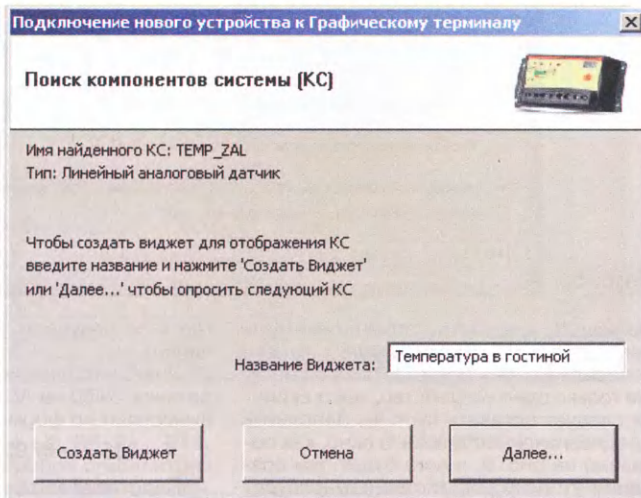 Подключение нового устройства к Графическому терминалу
Поиск компонентов системы (КС)
Имя найденного КС: TEMP_ZAL
Тип: Линейный аналоговый датчик
Чтобы создать виджет для отображения КС
введите название и нажмите 'Создать Виджет'
или 'Далее...' чтобы опросить следующий КС
Название Виджета: Температура в гостиной
Создать Виджет Отмена Далее...